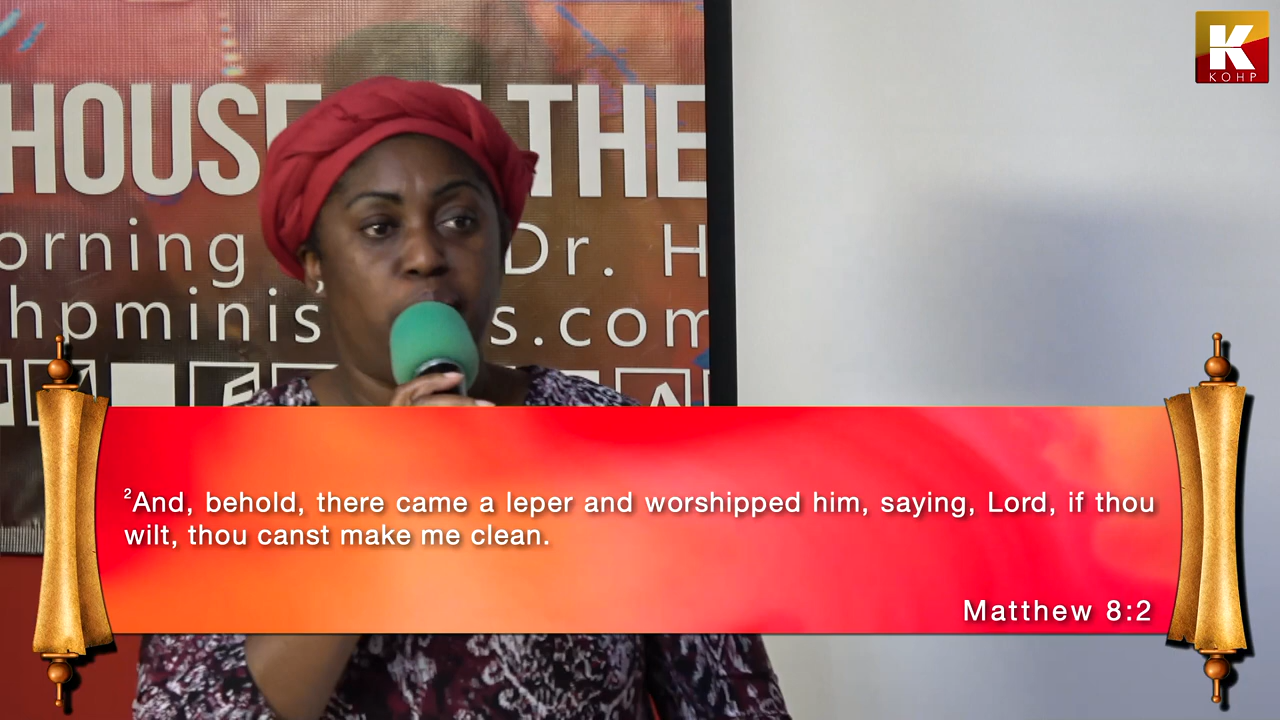 K
KOHP
HOUSE THE
orning Dr. H
hpminis s.com
²And, behold, there came a leper and worshipped him, saying, Lord, if thou
wilt, thou canst make me clean.
Matthew 8:2